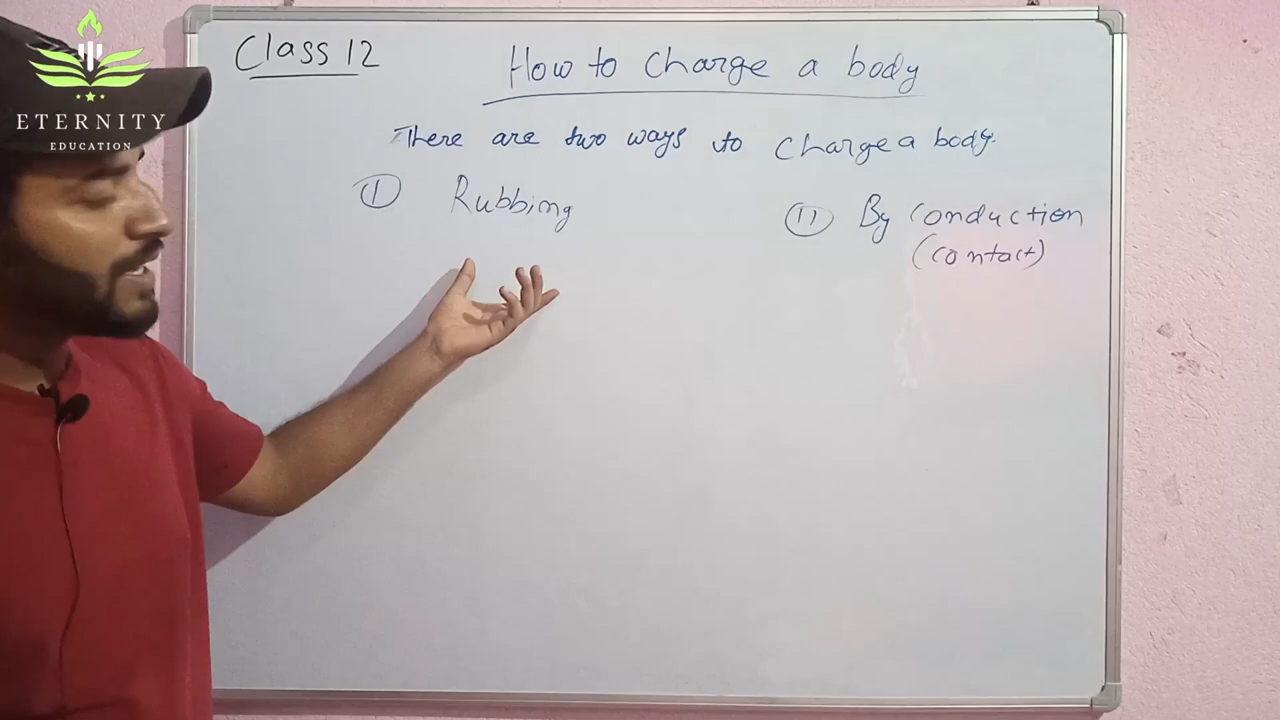 ETERNITY
EDUCATION
Class 12
How to charge a body
There are two ways to charge a body.
I Rubbing
II By conduction
(contact)